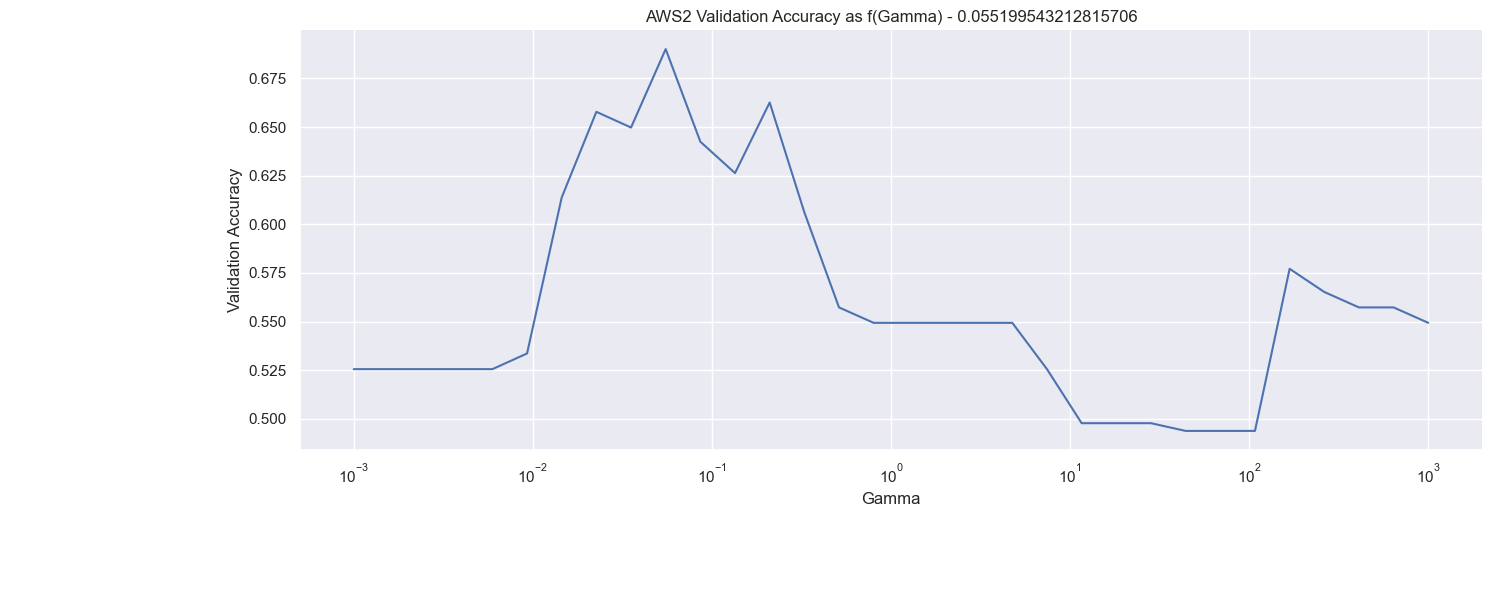 AWS2 Validation Accuracy as f(Gamma) - 0.055199543212815706
Validation Accuracy
0.675
0.650
0.625
0.600
0.575
0.550
0.525
0.500
10⁻³ 10⁻² 10⁻¹ 10⁰ 10¹ 10² 10³
Gamma